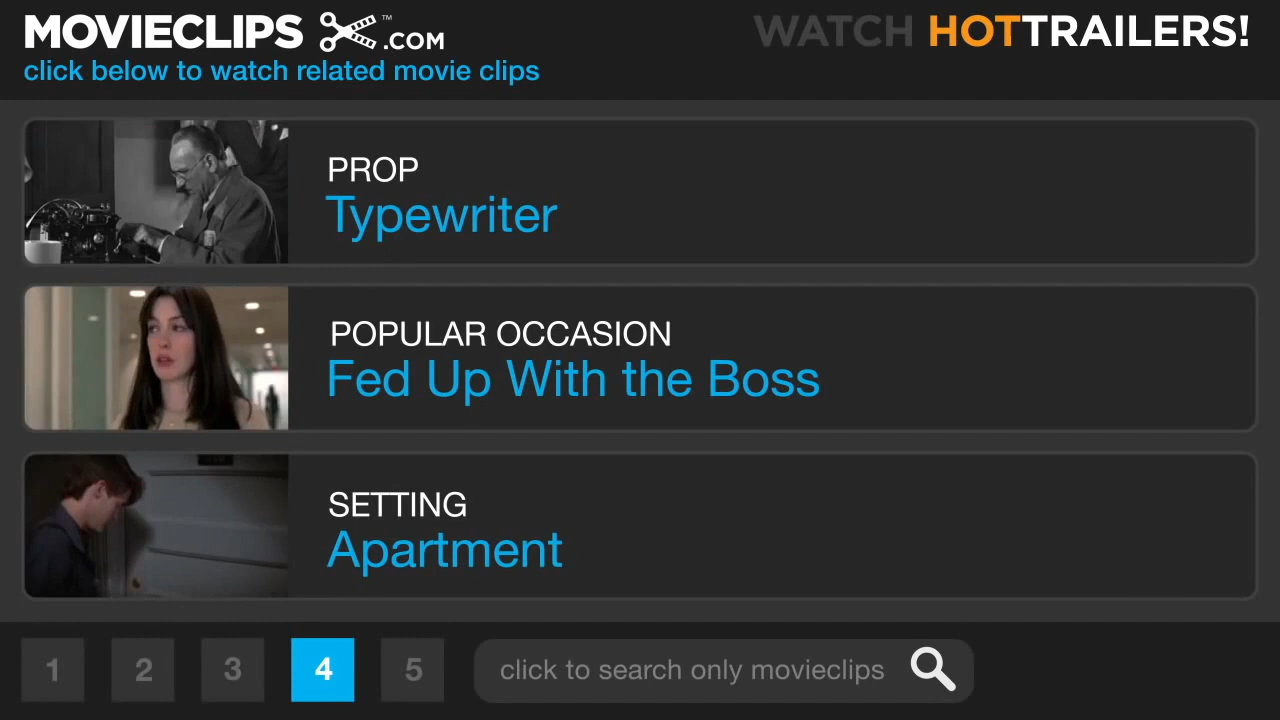 MOVIECLIPS ™ .COM
WATCH HOTTRAILERS!
click below to watch related movie clips
PROP
Typewriter
POPULAR OCCASION
Fed Up With the Boss
SETTING
Apartment
1 2 3 4 5 click to search only movieclips